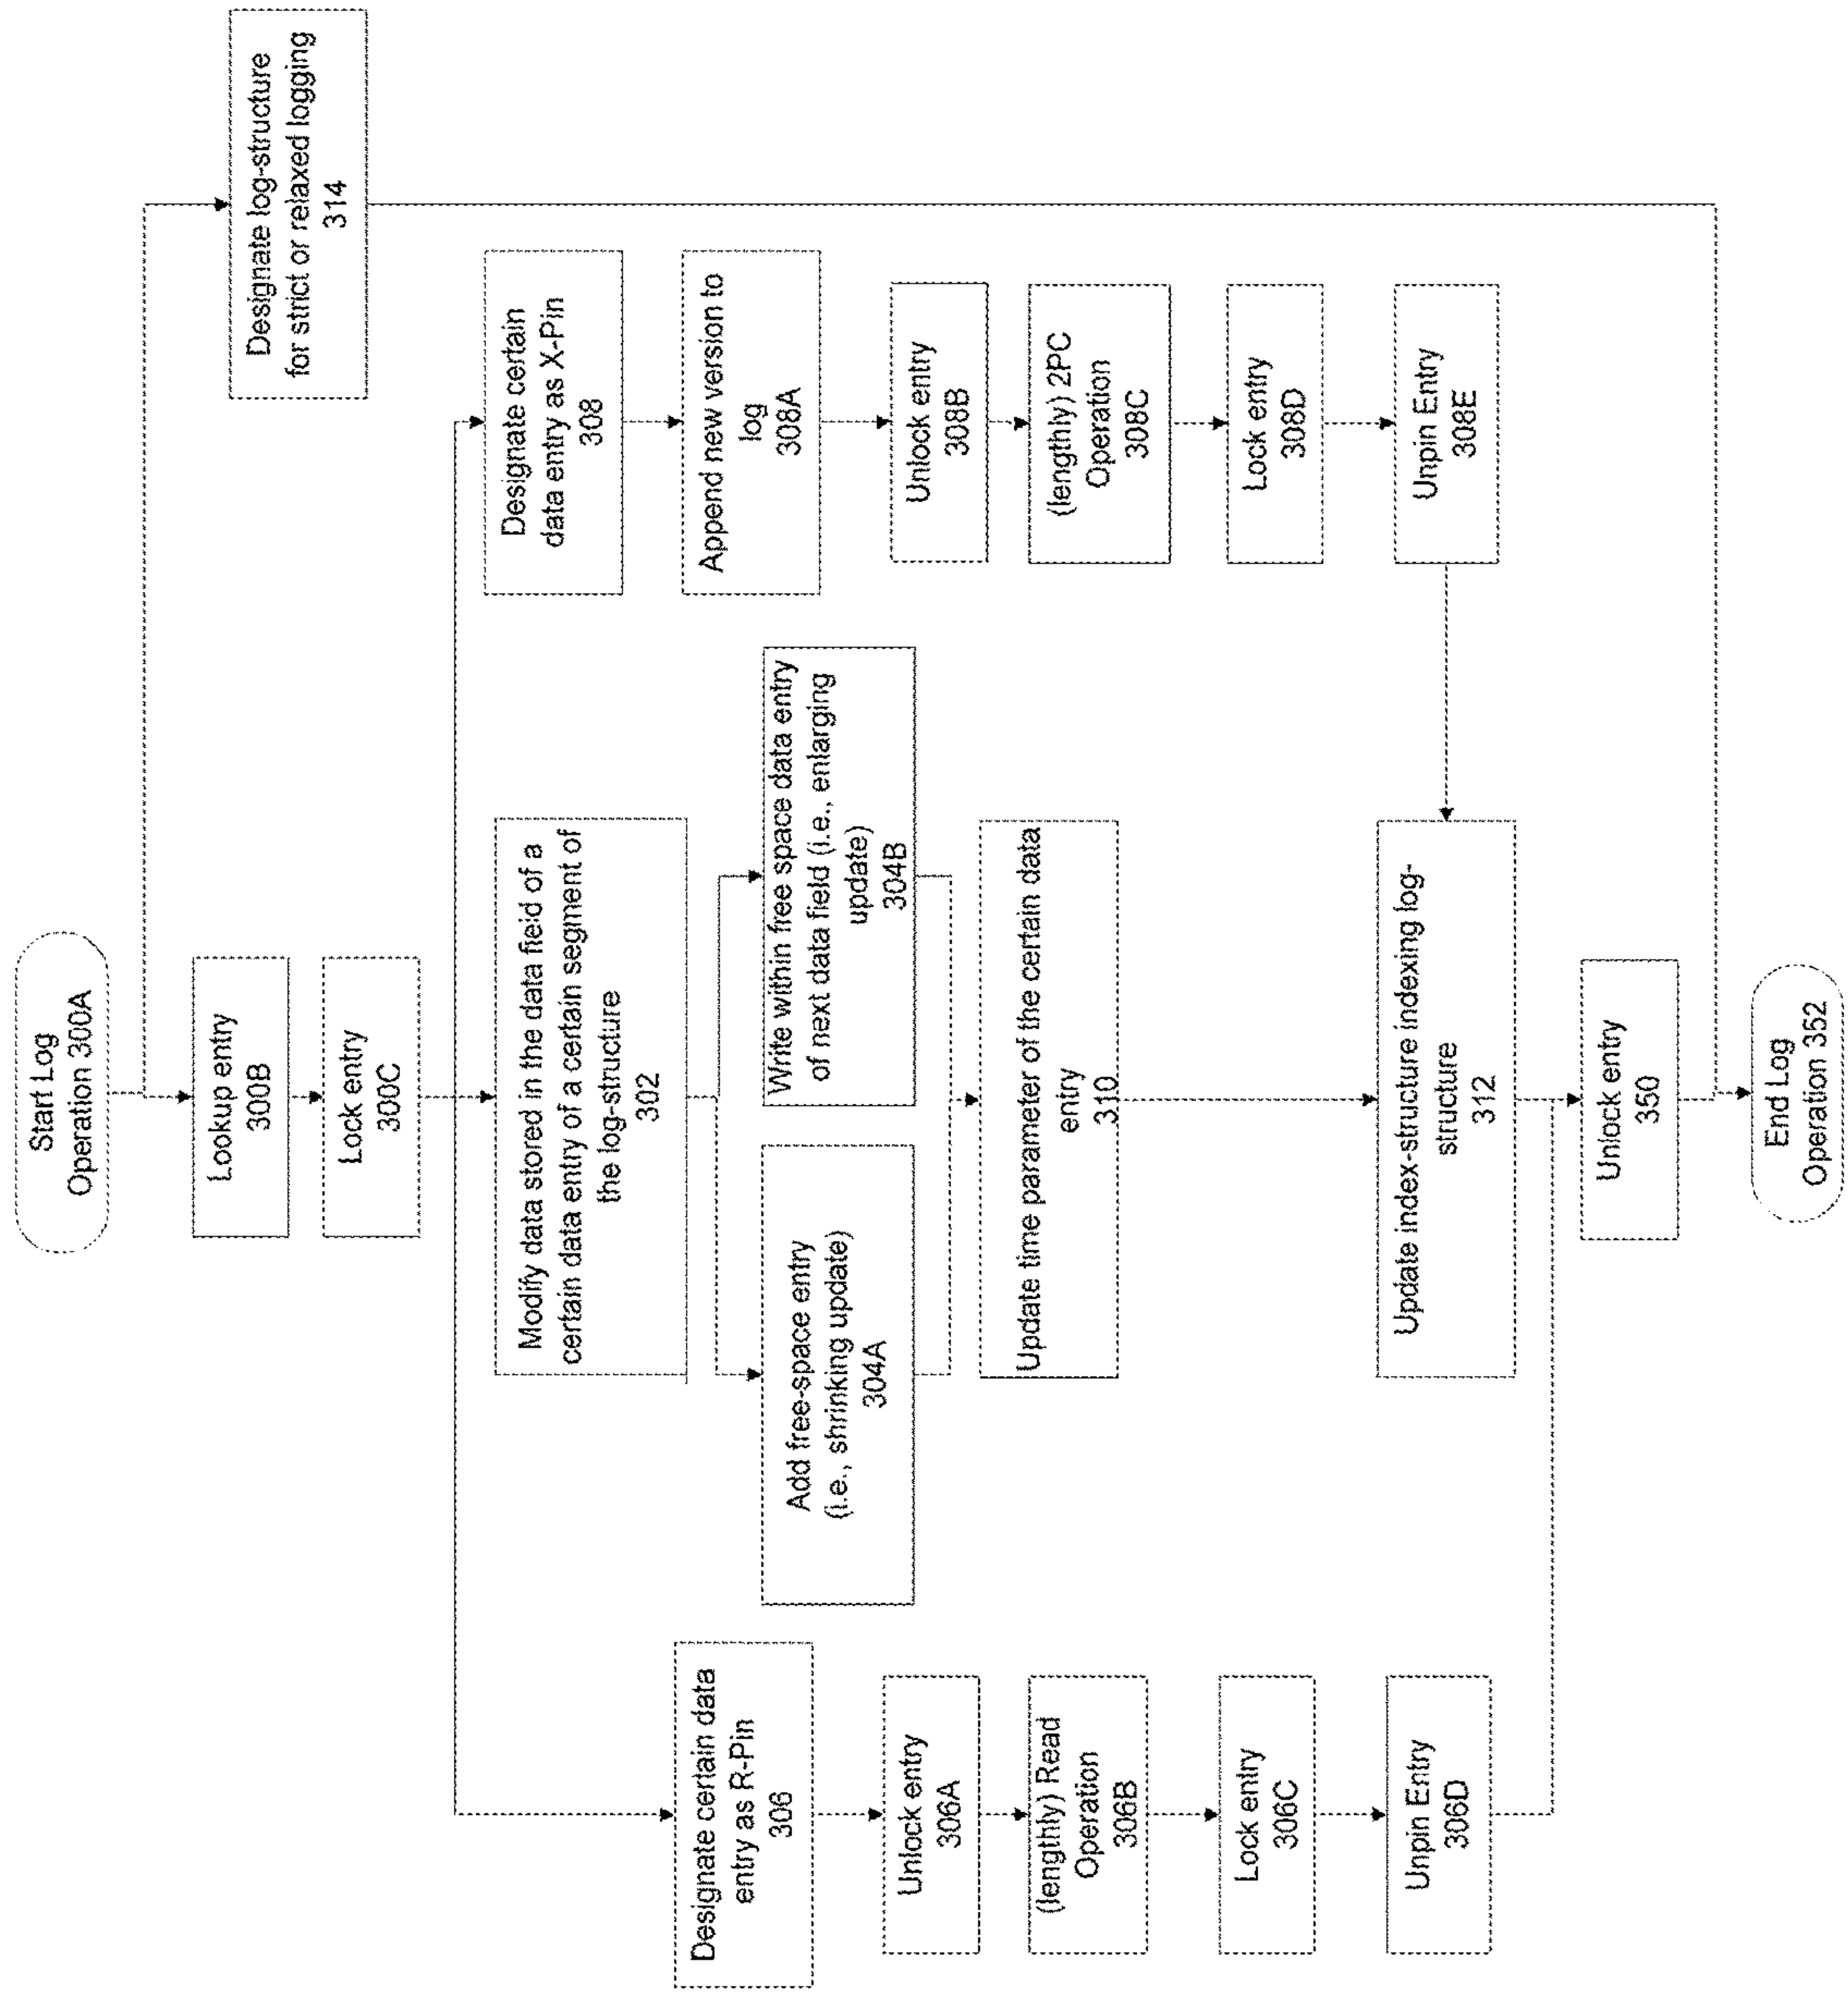 Start Log
Operation 300A
Designate log-structure
for strict or relaxed logging
314
Lookup entry
300B
Lock entry
300C
Designate certain data
entry as R-Pin
306
Unlock entry
306A
(lengthly) Read
Operation
306B
Lock entry
306C
Unpin Entry
306D
Modify data stored in the data field of a
certain data entry of a certain segment of
the log-structure
302
Add free-space entry
(i.e., shrinking update)
304A
Write within free space data entry
of next data field (i.e., enlarging
update)
304B
Update time parameter of the certain data
entry
310
Designate certain
data entry as X-Pin
308
Append new version to
log
308A
Unlock entry
308B
(lengthly) 2PC
Operation
308C
Lock entry
308D
Unpin Entry
308E
Update index-structure indexing log-
structure
312
Unlock entry
350
End Log
Operation 352